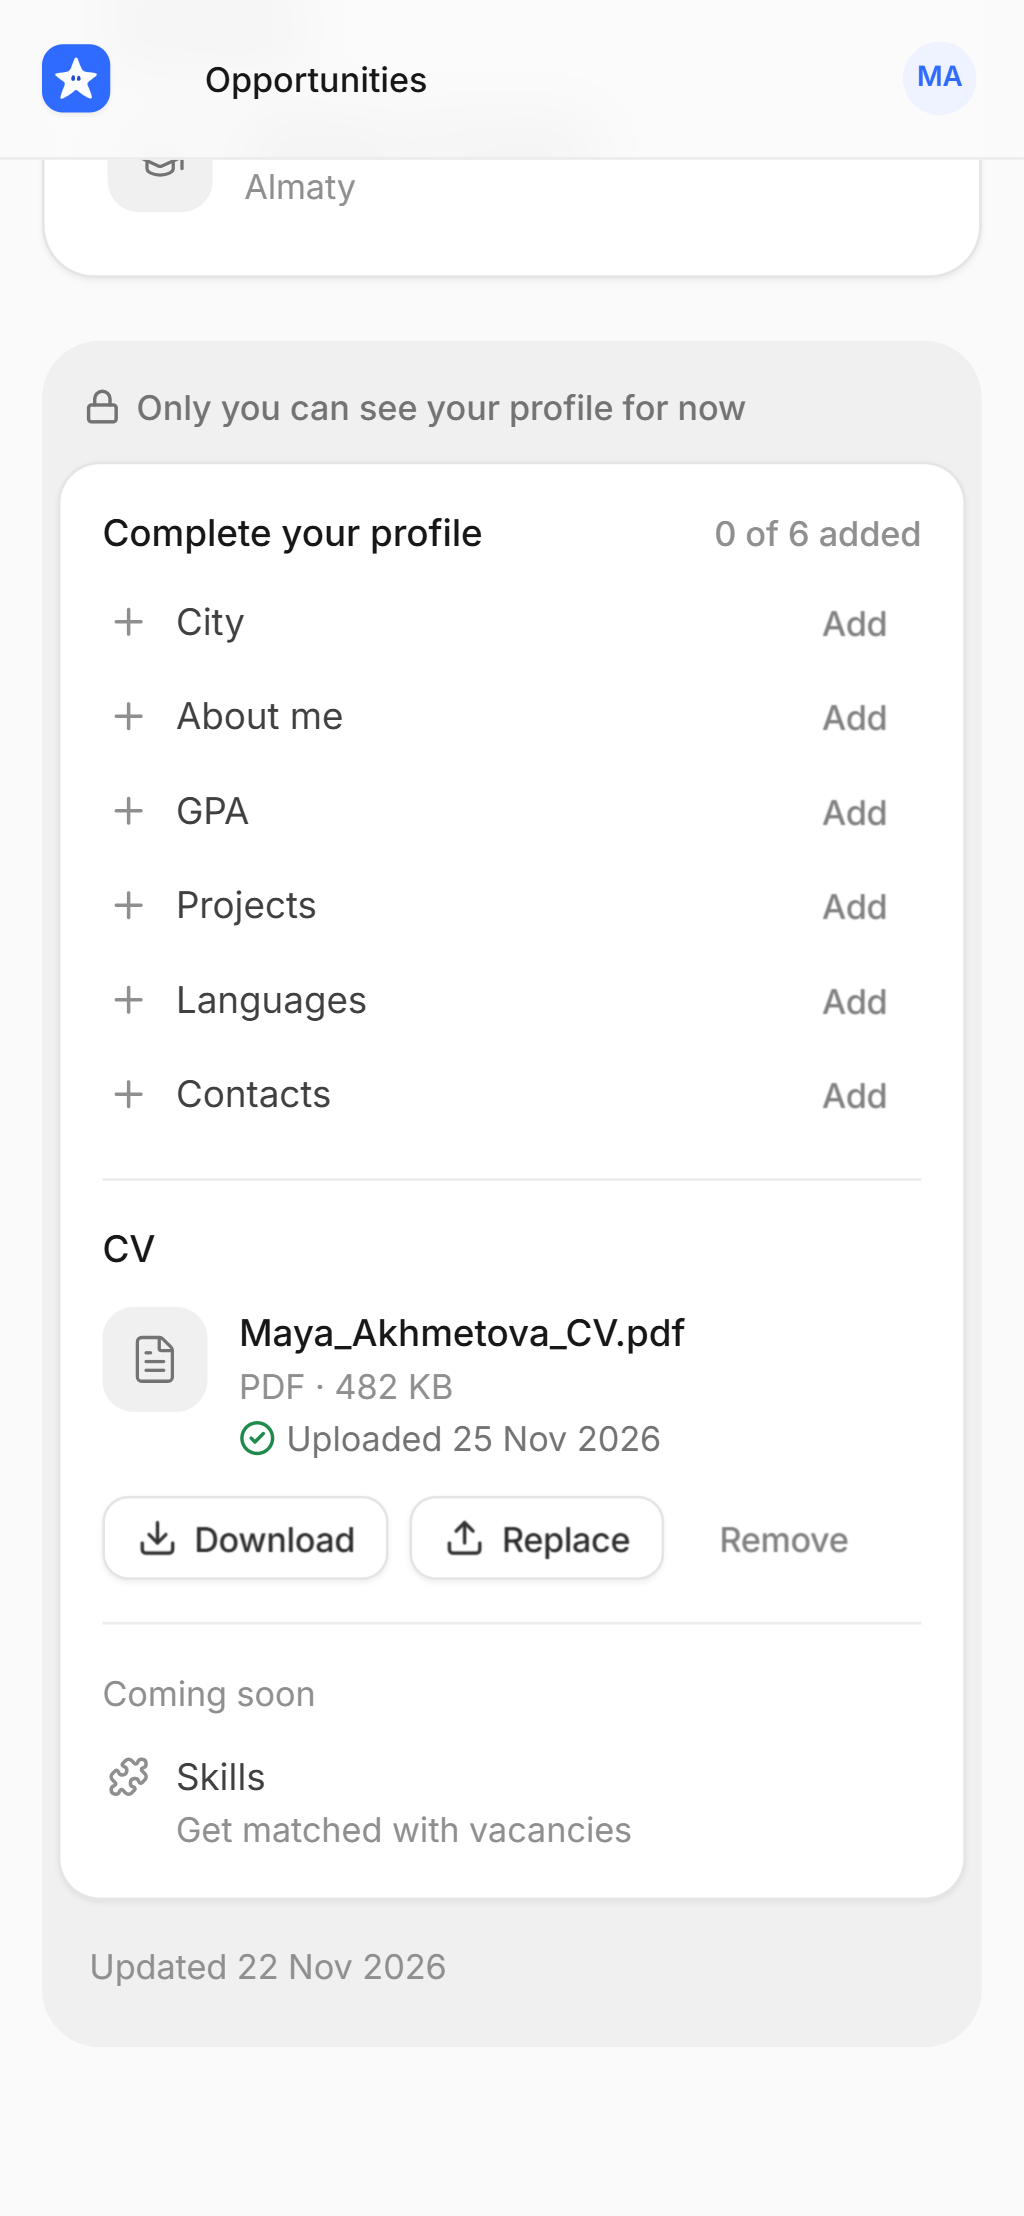 Opportunities
MA
Almaty
Only you can see your profile for now
Complete your profile
0 of 6 added
City
Add
About me
Add
GPA
Add
Projects
Add
Languages
Add
Contacts
Add
CV
Maya_Akhmetova_CV.pdf
PDF · 482 KB
Uploaded 25 Nov 2026
Download
Replace
Remove
Coming soon
Skills
Get matched with vacancies
Updated 22 Nov 2026